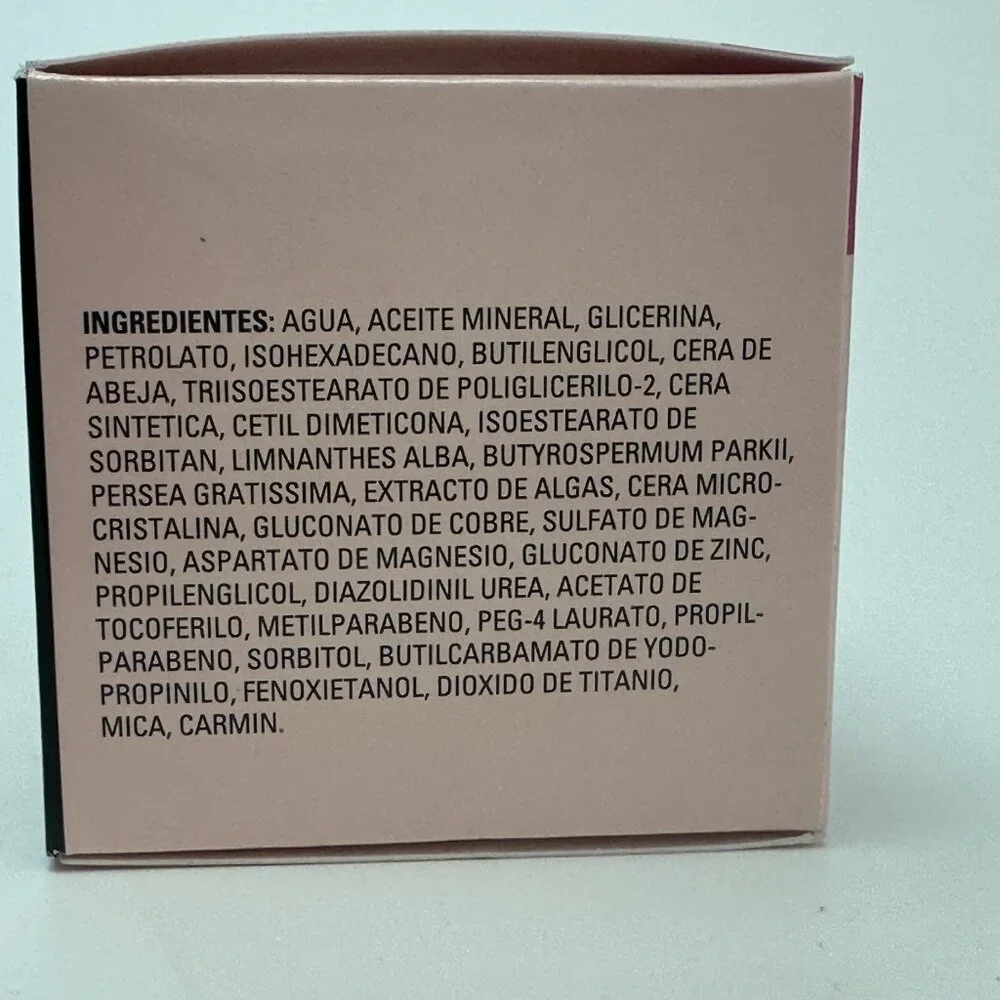 INGREDIENTES: AGUA, ACEITE MINERAL, GLICERINA,
PETROLATO, ISOHEXADECANO, BUTILENGLICOL, CERA DE
ABEJA, TRIISOESTEARATO DE POLIGLICERILO-2, CERA
SINTETICA, CETIL DIMETICONA, ISOESTEARATO DE
SORBITAN, LIMNANTHES ALBA, BUTYROSPERMUM PARKII,
PERSEA GRATISSIMA, EXTRACTO DE ALGAS, CERA MICRO-
CRISTALINA, GLUCONATO DE COBRE, SULFATO DE MAG-
NESIO, ASPARTATO DE MAGNESIO, GLUCONATO DE ZINC,
PROPILENGLICOL, DIAZOLIDINIL UREA, ACETATO DE
TOCOFERILO, METILPARABENO, PEG-4 LAURATO, PROPIL-
PARABENO, SORBITOL, BUTILCARBAMATO DE YODO-
PROPINILO, FENOXIETANOL, DIOXIDO DE TITANIO,
MICA, CARMIN.